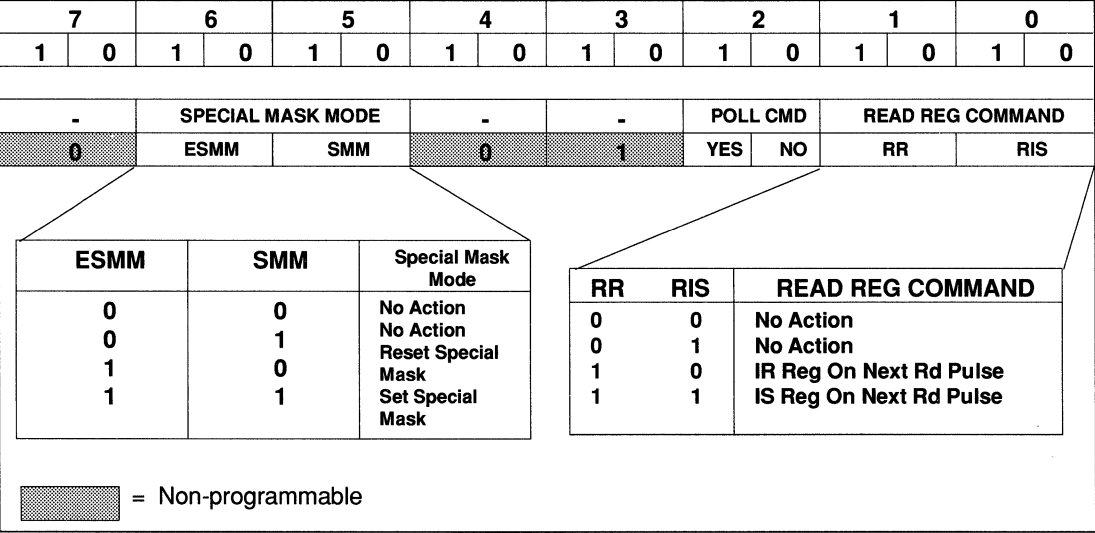 7 6 5 4 3 2 1 0
1 0 1 0 1 0 1 0 1 0 1 0 1 0 1 0
- SPECIAL MASK MODE - - POLL CMD READ REG COMMAND
0 ESMM SMM 0 1 YES NO RR RIS
ESMM SMM Special Mask
Mode
0 0 No Action
0 1 No Action
1 0 Reset Special
Mask
1 1 Set Special
Mask
RR RIS READ REG COMMAND
0 0 No Action
0 1 No Action
1 0 IR Reg On Next Rd Pulse
1 1 IS Reg On Next Rd Pulse
= Non-programmable